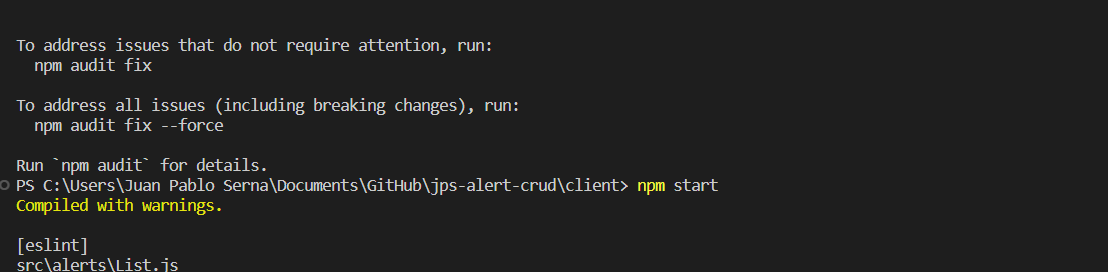 To address issues that do not require attention, run:
  npm audit fix

To address all issues (including breaking changes), run:
  npm audit fix --force

Run `npm audit` for details.
PS C:\Users\Juan Pablo Serna\Documents\GitHub\jps-alert-crud\client> npm start
Compiled with warnings.

[eslint]
src\alerts\List.js